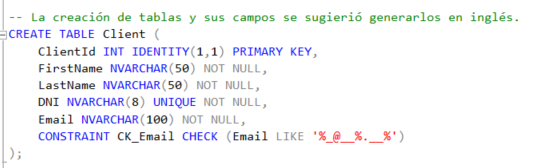 -- La creación de tablas y sus campos se sugierió generarlos en inglés.
CREATE TABLE Client (
    ClientId INT IDENTITY(1,1) PRIMARY KEY,
    FirstName NVARCHAR(50) NOT NULL,
    LastName NVARCHAR(50) NOT NULL,
    DNI NVARCHAR(8) UNIQUE NOT NULL,
    Email NVARCHAR(100) NOT NULL,
    CONSTRAINT CK_Email CHECK (Email LIKE '%_@__%.__%')
);